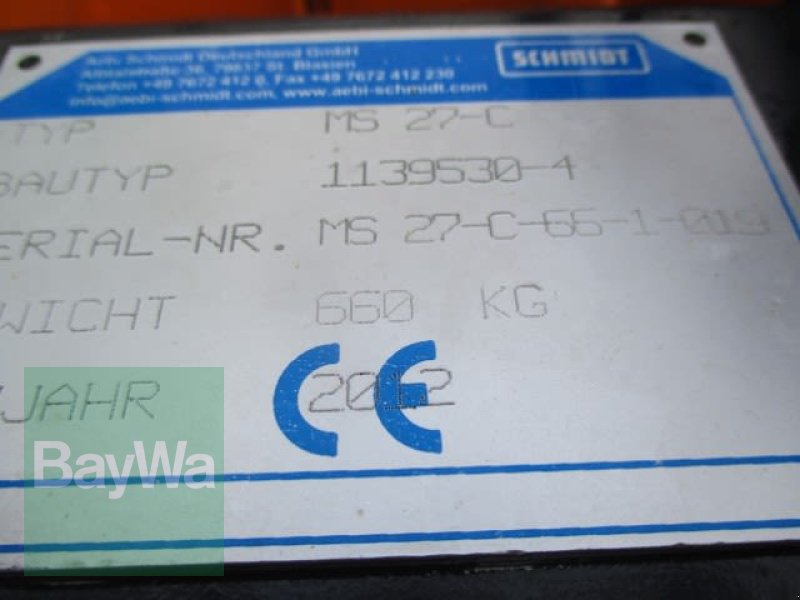 Aebi Schmidt Deutschland GmbH
Albtalstraße 36, 79837 St. Blasien
Telefon +49 7672 412 0, Fax +49 7672 412 230
info@aebi-schmidt.com, www.aebi-schmidt.com
SCHMIDT
TYP MS 27-C
BAUTYP 1139530-4
ERIAL-NR. MS 27-C-66-1-019
WICHT 660 KG
JAHR 2012
CE
BayWa